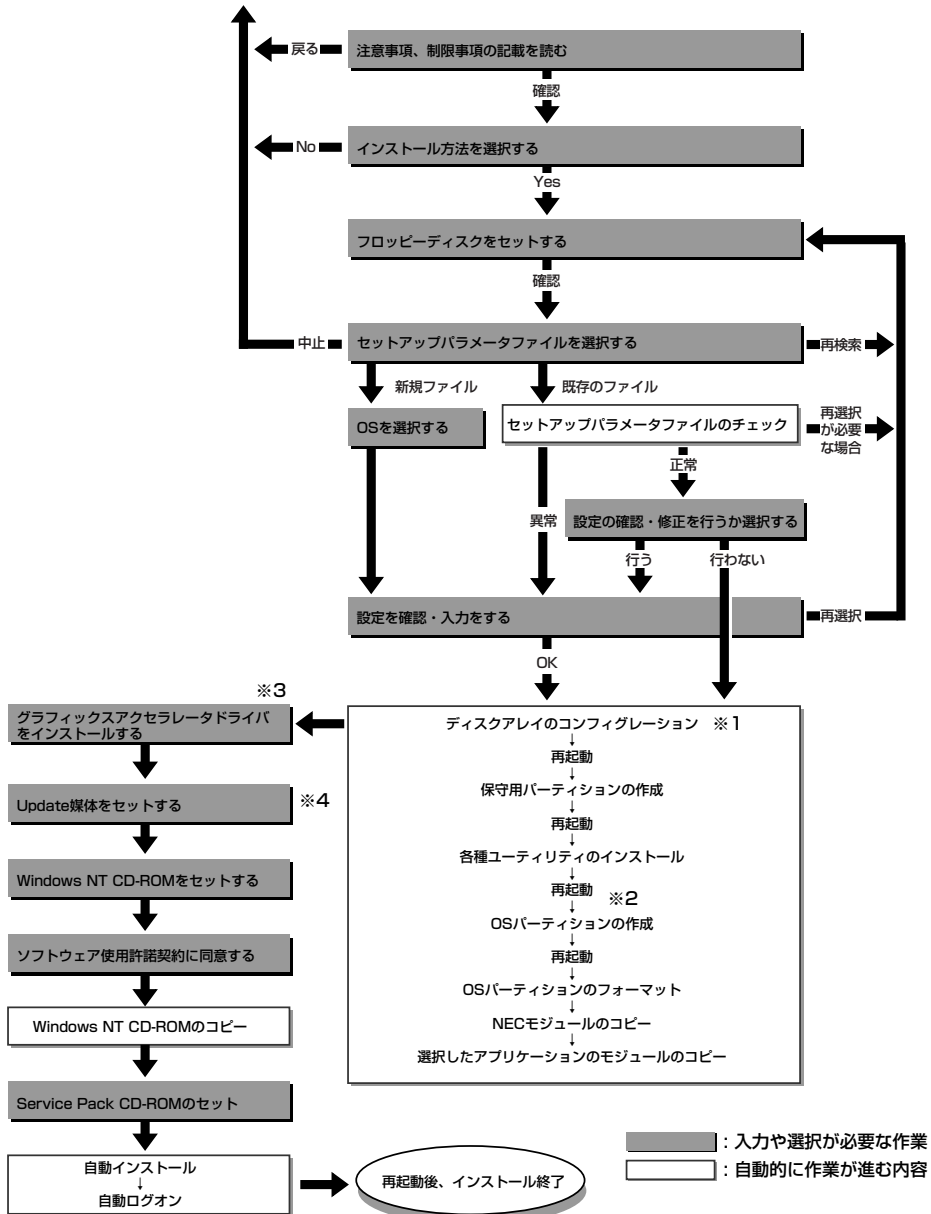 戻る
注意事項、制限事項の記載を読む
確認
No
インストール方法を選択する
Yes
フロッピーディスクをセットする
確認
中止
セットアップパラメータファイルを選択する
再検索
新規ファイル
既存のファイル
OSを選択する
セットアップパラメータファイルのチェック
再選択
が必要
な場合
正常
異常
設定の確認・修正を行うか選択する
行う
行わない
設定を確認・入力をする
再選択
OK
※3
グラフィックスアクセラレータドライバ
をインストールする
Update媒体をセットする
※4
Windows NT CD-ROMをセットする
ソフトウェア使用許諾契約に同意する
Windows NT CD-ROMのコピー
Service Pack CD-ROMのセット
自動インストール
↓
自動ログオン
ディスクアレイのコンフィグレーション ※1
↓
再起動
↓
保守用パーティションの作成
↓
再起動
↓
各種ユーティリティのインストール
↓
再起動 ※2
↓
OSパーティションの作成
↓
再起動
↓
OSパーティションのフォーマット
↓
NECモジュールのコピー
↓
選択したアプリケーションのモジュールのコピー
再起動後、インストール終了
：入力や選択が必要な作業
：自動的に作業が進む内容